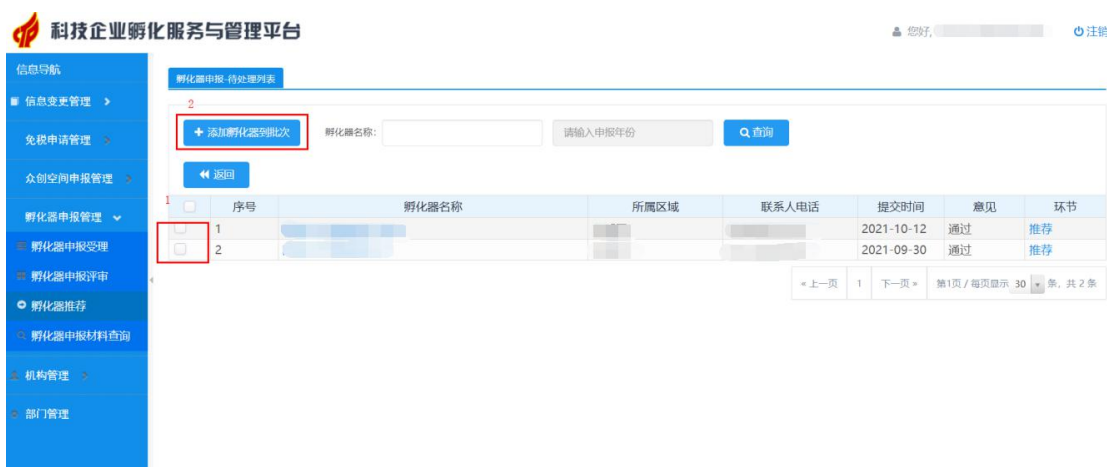 科技企业孵化服务与管理平台
您好,
注销
信息导航
信息变更管理
免税申请管理
众创空间申报管理
孵化器申报管理
孵化器申报受理
孵化器申报评审
孵化器推荐
孵化器申报材料查询
机构管理
部门管理
孵化器申报-待处理列表
2
+ 添加孵化器到批次 孵化器名称: 请输入申报年份 查询
返回
1
序号 孵化器名称 所属区域 联系人电话 提交时间 意见 环节
1 2021-10-12 通过 推荐
2 2021-09-30 通过 推荐
« 上一页 1 下一页 » 第1页 / 每页显示 30 条, 共 2 条